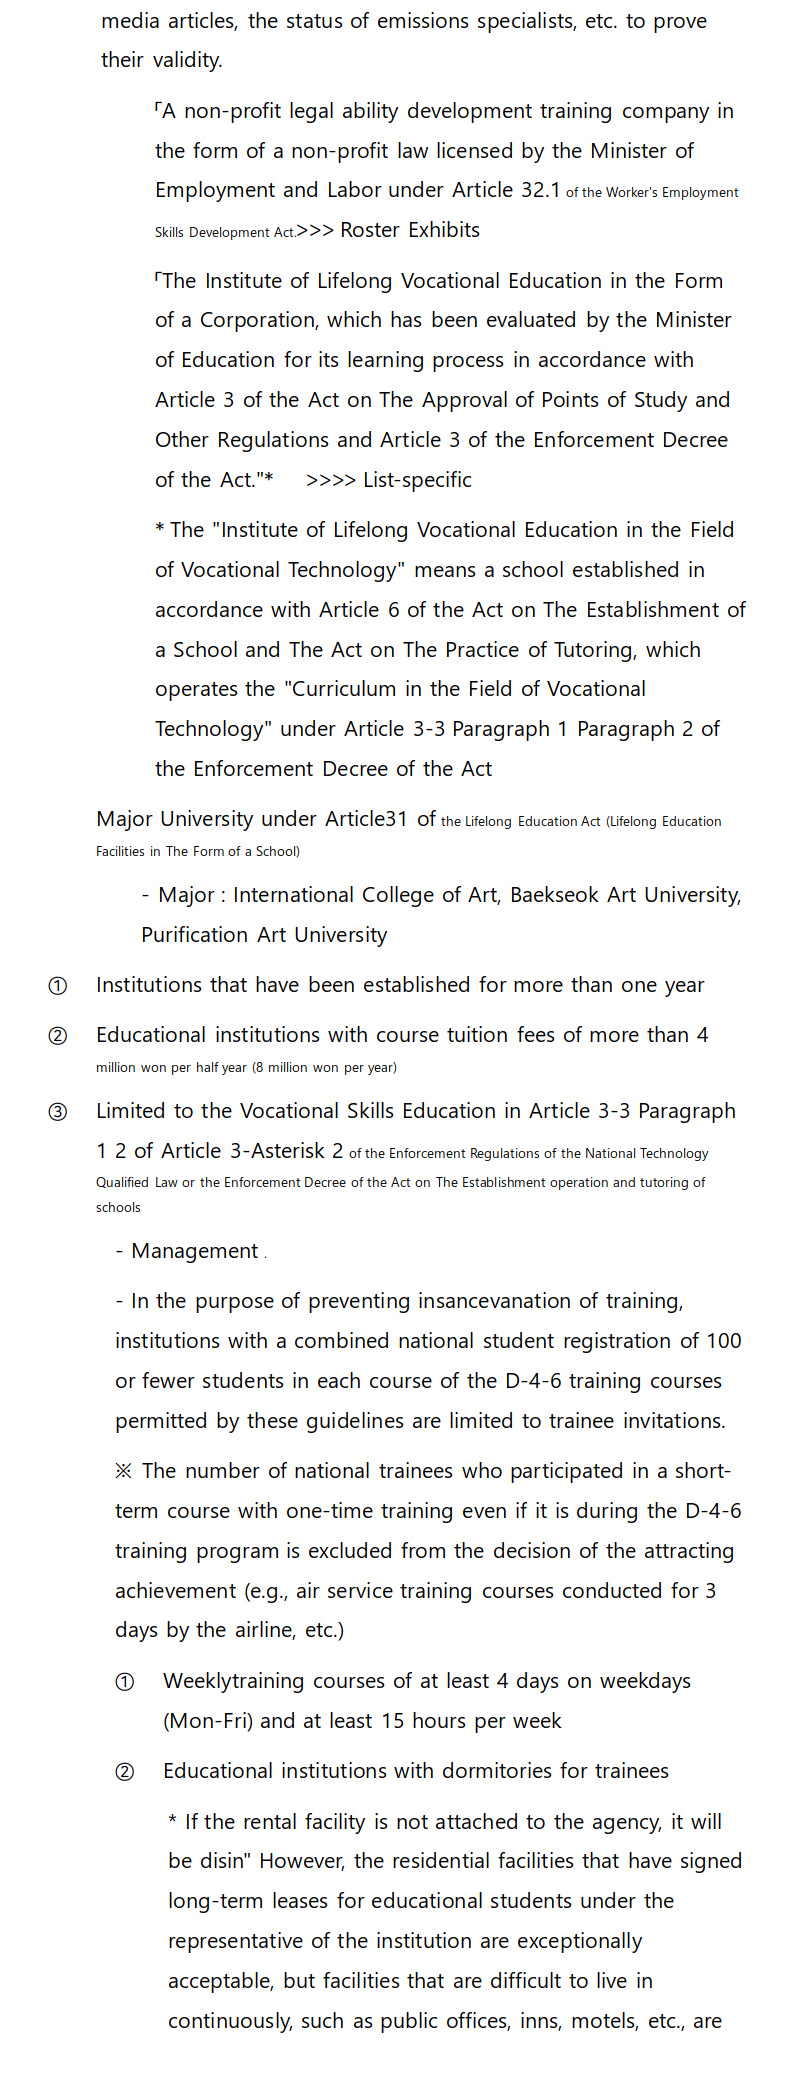 media articles, the status of emissions specialists, etc. to prove
their validity.
「A non-profit legal ability development training company in
the form of a non-profit law licensed by the Minister of
Employment and Labor under Article 32.1 of the Worker's Employment
Skills Development Act.>>> Roster Exhibits
「The Institute of Lifelong Vocational Education in the Form
of a Corporation, which has been evaluated by the Minister
of Education for its learning process in accordance with
Article 3 of the Act on The Approval of Points of Study and
Other Regulations and Article 3 of the Enforcement Decree
of the Act."* >>>> List-specific
* The "Institute of Lifelong Vocational Education in the Field
of Vocational Technology" means a school established in
accordance with Article 6 of the Act on The Establishment of
a School and The Act on The Practice of Tutoring, which
operates the "Curriculum in the Field of Vocational
Technology" under Article 3-3 Paragraph 1 Paragraph 2 of
the Enforcement Decree of the Act
Major University under Article31 of the Lifelong Education Act (Lifelong Education
Facilities in The Form of a School)
- Major : International College of Art, Baekseok Art University,
Purification Art University
① Institutions that have been established for more than one year
② Educational institutions with course tuition fees of more than 4
million won per half year (8 million won per year)
③ Limited to the Vocational Skills Education in Article 3-3 Paragraph
1 2 of Article 3-Asterisk 2 of the Enforcement Regulations of the National Technology
Qualified Law or the Enforcement Decree of the Act on The Establishment operation and tutoring of
schools
- Management .
- In the purpose of preventing insancevanation of training,
institutions with a combined national student registration of 100
or fewer students in each course of the D-4-6 training courses
permitted by these guidelines are limited to trainee invitations.
※ The number of national trainees who participated in a short-
term course with one-time training even if it is during the D-4-6
training program is excluded from the decision of the attracting
achievement (e.g., air service training courses conducted for 3
days by the airline, etc.)
① Weeklytraining courses of at least 4 days on weekdays
(Mon-Fri) and at least 15 hours per week
② Educational institutions with dormitories for trainees
* If the rental facility is not attached to the agency, it will
be disin" However, the residential facilities that have signed
long-term leases for educational students under the
representative of the institution are exceptionally
acceptable, but facilities that are difficult to live in
continuously, such as public offices, inns, motels, etc., are